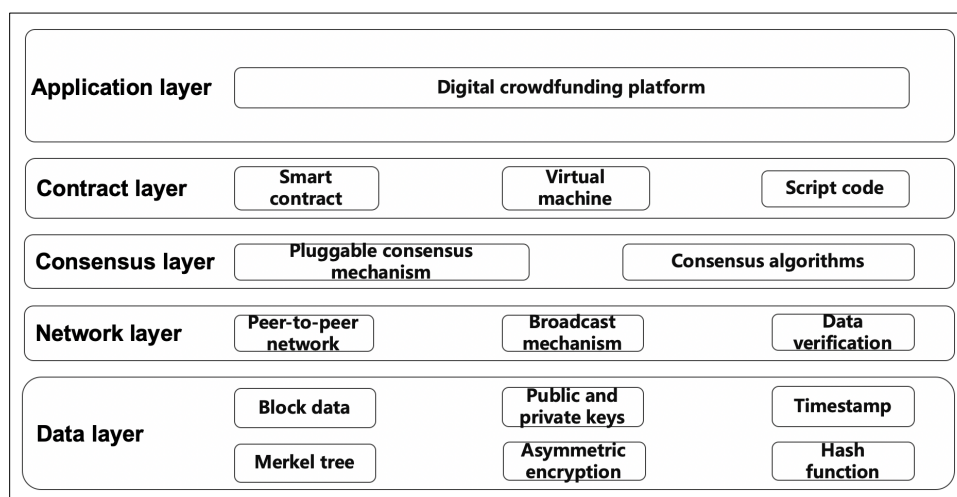 Application layer
Digital crowdfunding platform
Contract layer
Smart
contract
Virtual
machine
Script code
Consensus layer
Pluggable consensus
mechanism
Consensus algorithms
Network layer
Peer-to-peer
network
Broadcast
mechanism
Data
verification
Data layer
Block data
Public and
private keys
Timestamp
Merkel tree
Asymmetric
encryption
Hash
function